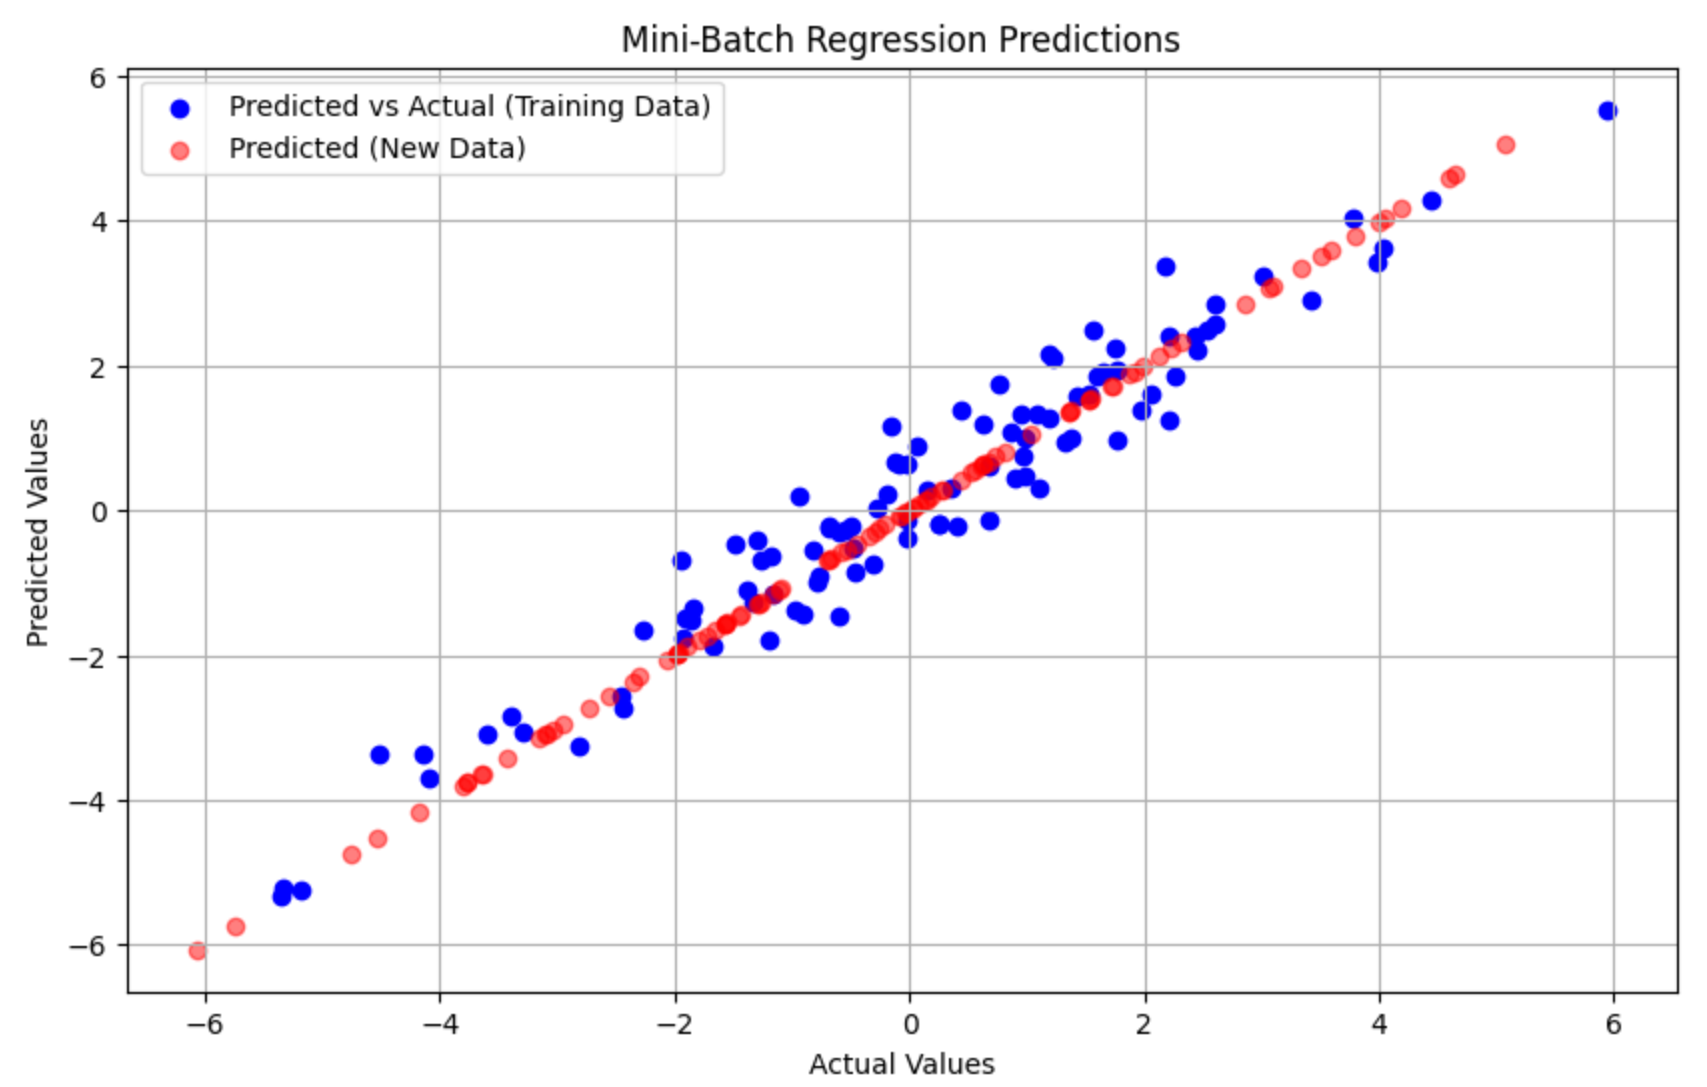 Mini-Batch Regression Predictions
Predicted vs Actual (Training Data)
Predicted (New Data)
Predicted Values
6
4
2
0
−2
−4
−6
−6
−4
−2
0
2
4
6
Actual Values